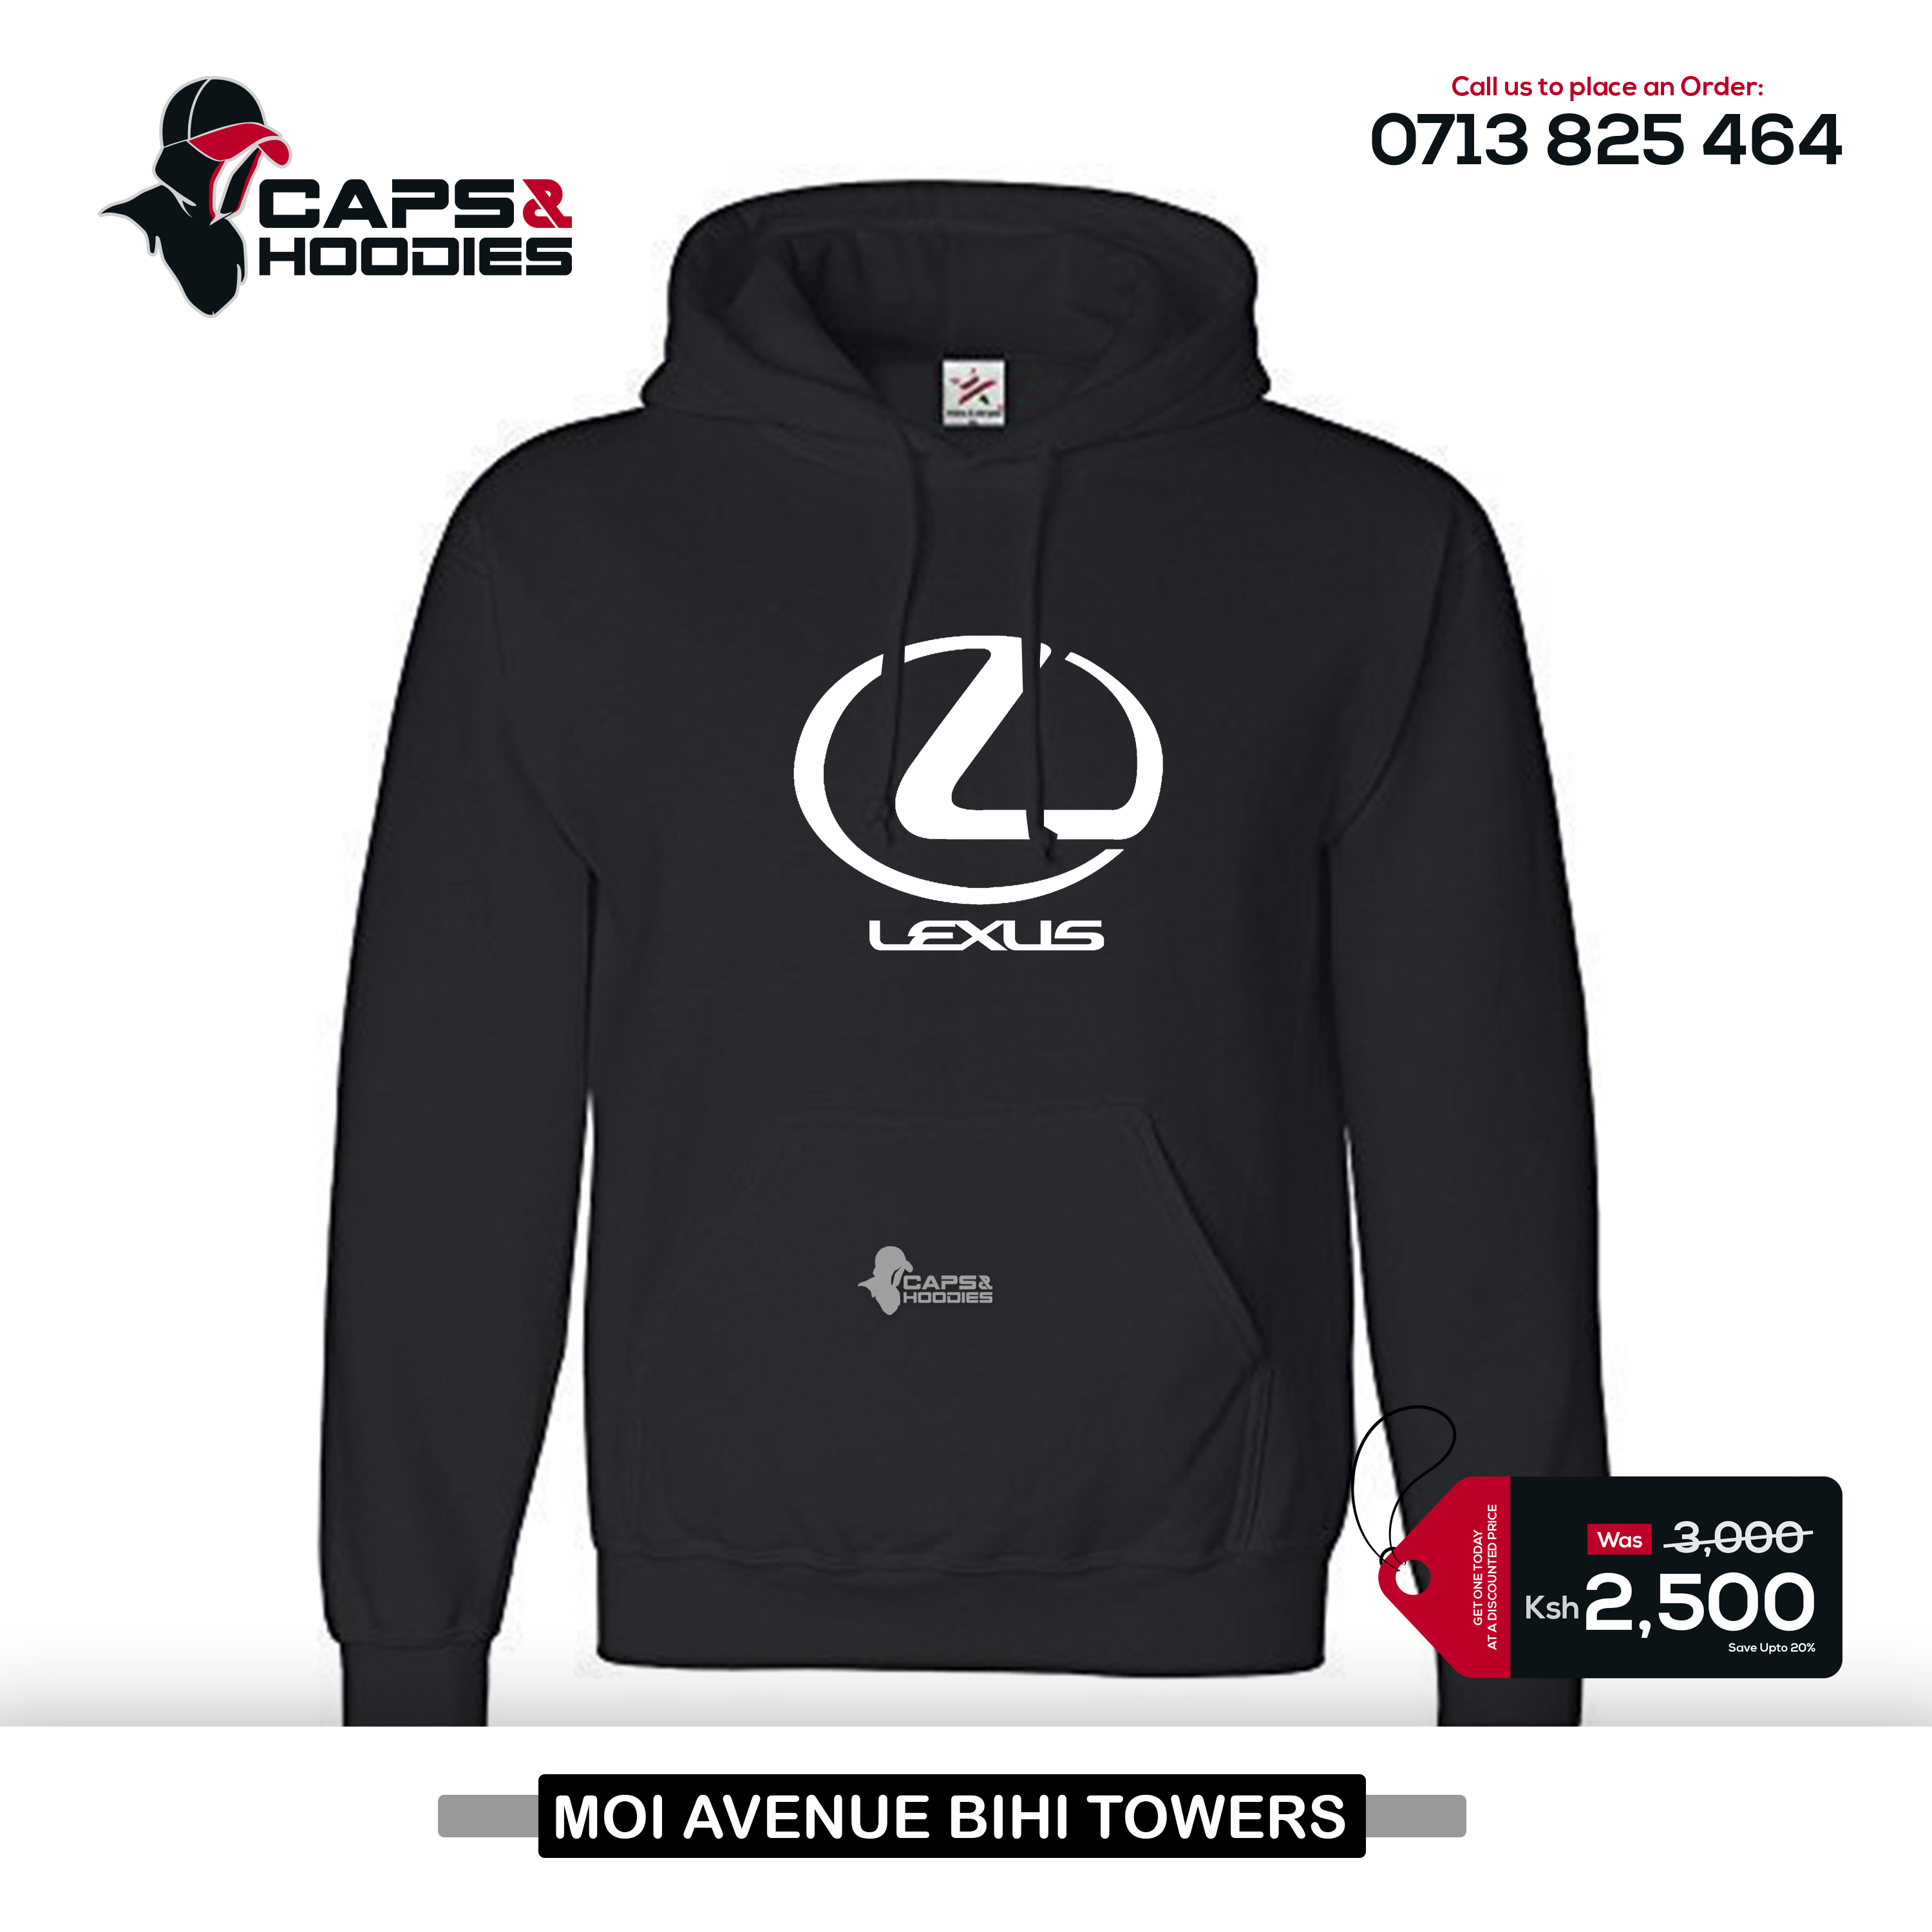 CAPS&
HOODIES
Call us to place an Order:
0713 825 464
LEXUS
CAPS&
HOODIES
GET ONE TODAY
AT A DISCOUNTED PRICE
Was 3,000
Ksh 2,500
Save Upto 20%
MOI AVENUE BIHI TOWERS